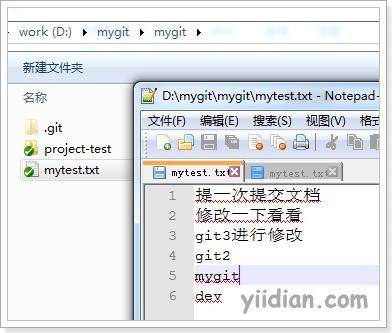 work (D:) ▸ mygit ▸ mygit ▸
新建文件夹
名称
.git
project-test
mytest.txt
D:\mygit\mygit\mytest.txt - Notepad-
文件(F) 编辑(E) 搜索(S) 视图(V) 格式
mytest.txt mytest.txt
1 提一次提交文档
2 修改一下看看
3 git3进行修改
4 git2
5 mygit
6 dev
yiidian.com